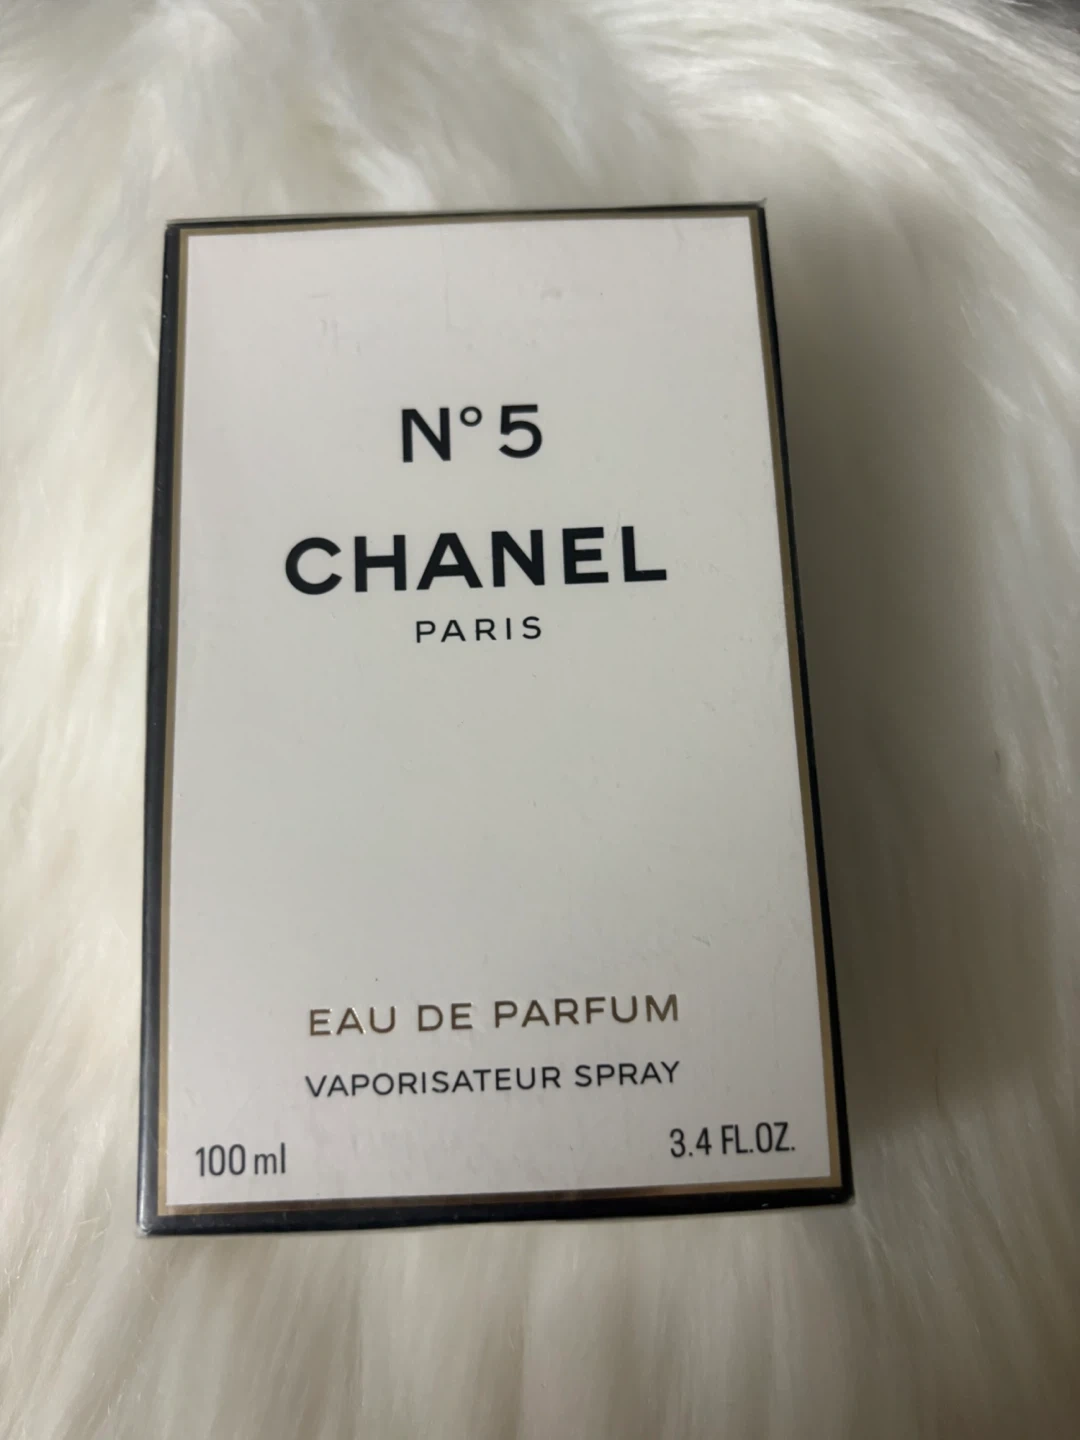 N°5
CHANEL
PARIS
EAU DE PARFUM
VAPORISATEUR SPRAY
100 ml 3.4 FL.OZ.